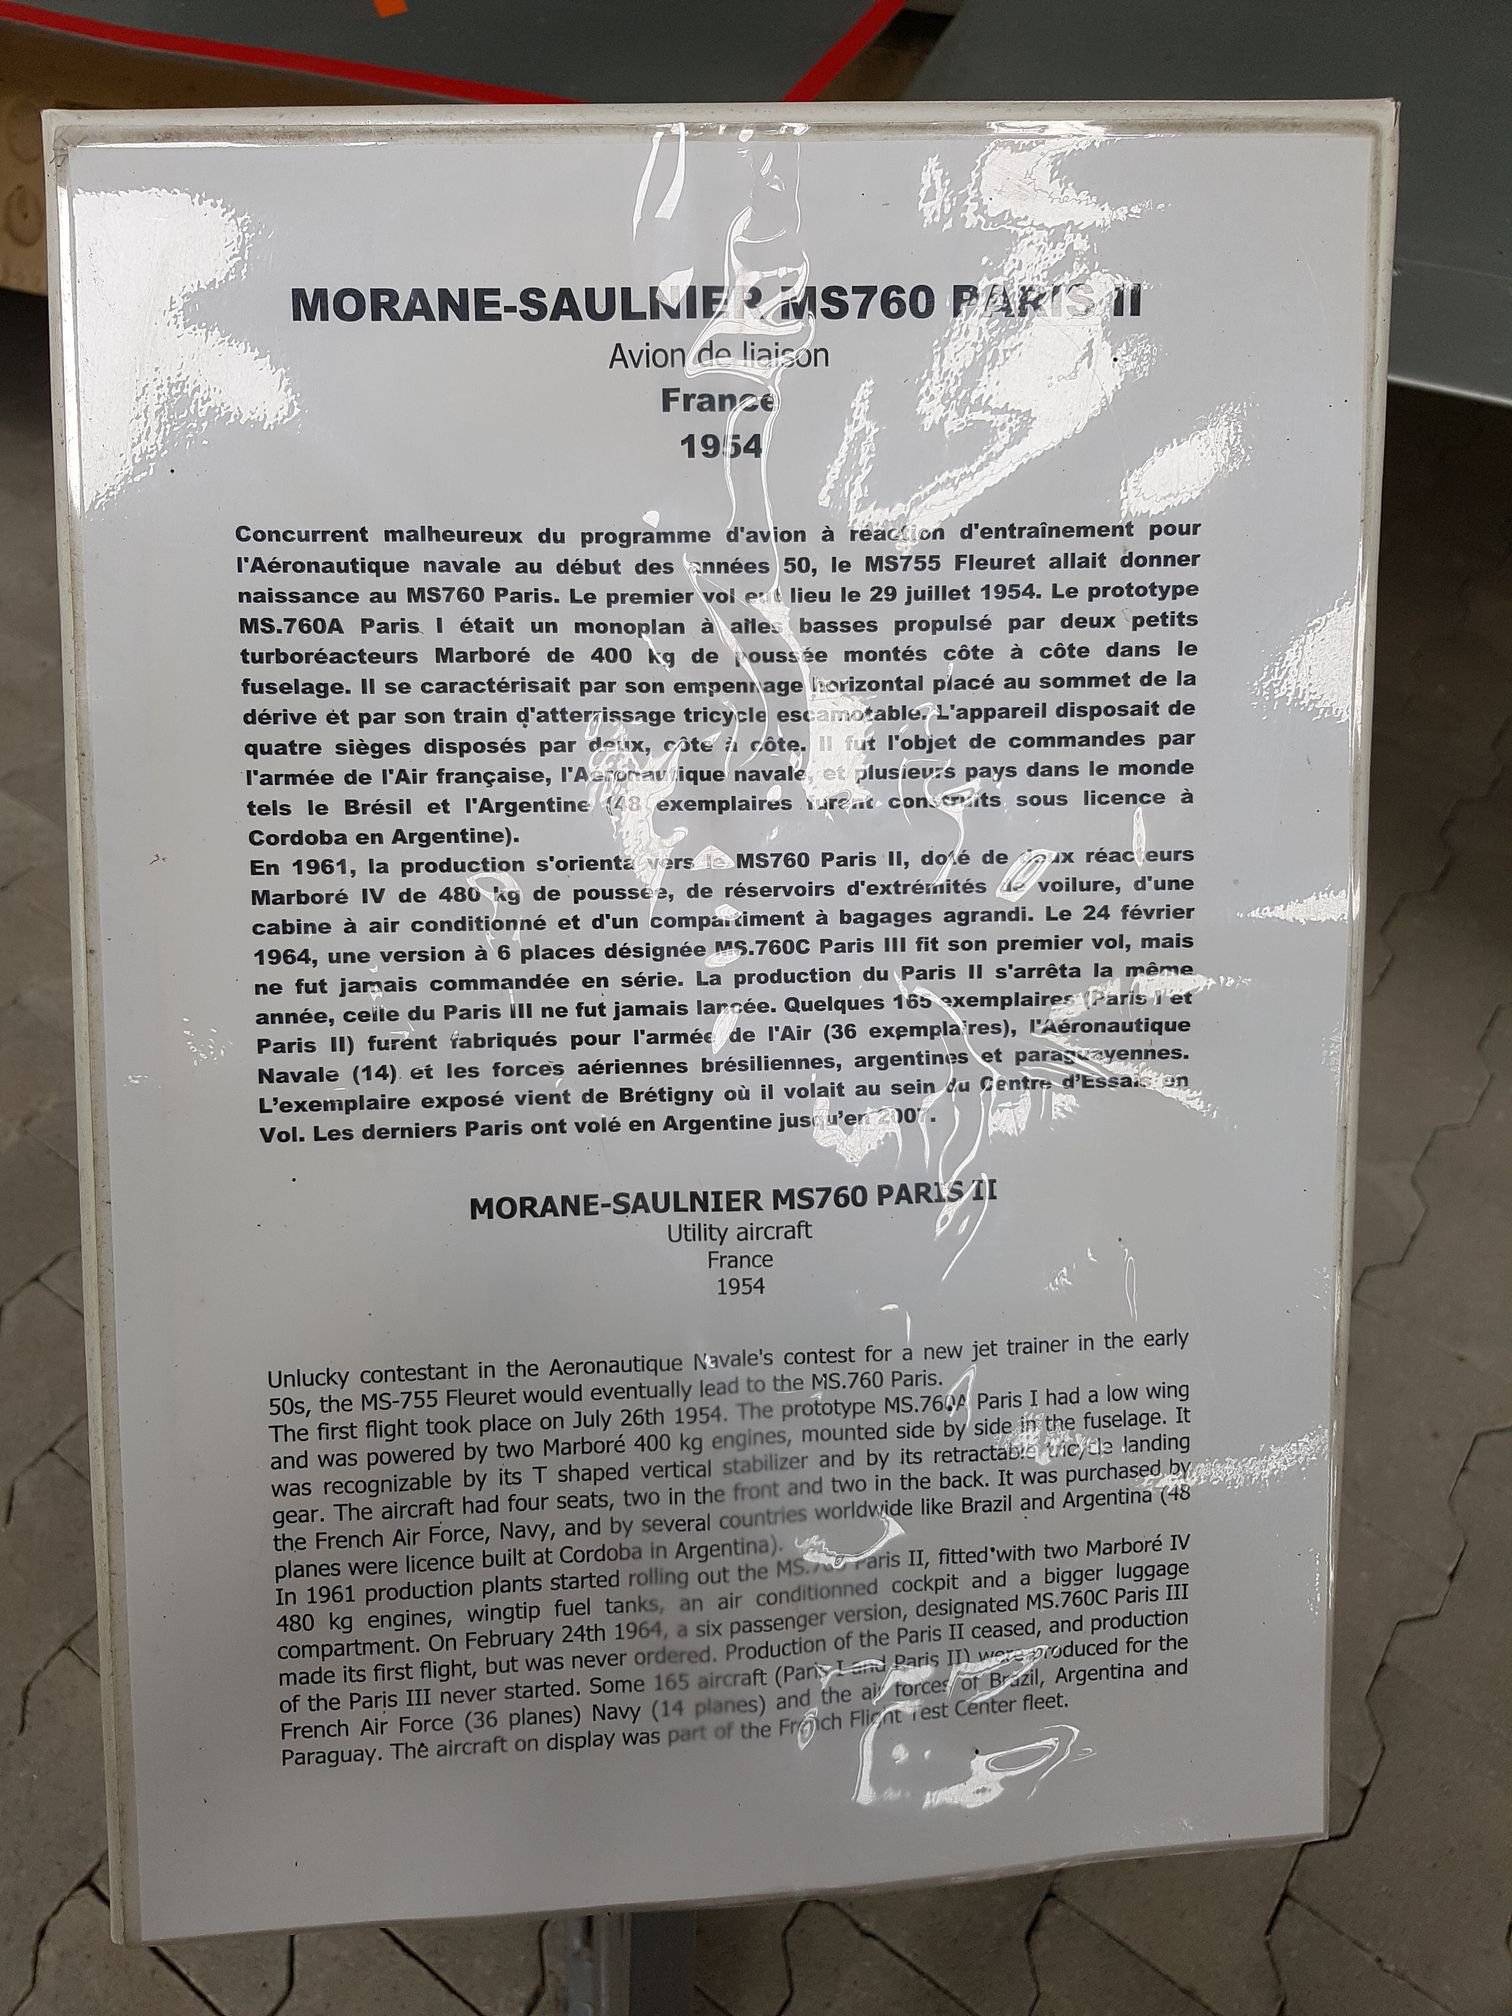 MORANE-SAULNIER MS760 PARIS II
Avion de liaison
France
1954
Concurrent malheureux du programme d'avion à réaction d'entraînement pour
l'Aéronautique navale au début des années 50, le MS755 Fleuret allait donner
naissance au MS760 Paris. Le premier vol eut lieu le 29 juillet 1954. Le prototype
MS.760A Paris I était un monoplan à ailes basses propulsé par deux petits
turboréacteurs Marboré de 400 kg de poussée montés côte à côte dans le
fuselage. Il se caractérisait par son empennage horizontal placé au sommet de la
dérive et par son train d'atterrissage tricycle escamotable. L'appareil disposait de
quatre sièges disposés par deux, côte à côte. Il fut l'objet de commandes par
l'armée de l'Air française, l'Aeronautique navale, et plusieurs pays dans le monde
tels le Brésil et l'Argentine (48 exemplaires furent construits sous licence à
Cordoba en Argentine).
En 1961, la production s'orienta vers le MS760 Paris II, doté de deux réacteurs
Marboré IV de 480 kg de poussée, de réservoirs d'extrémités de voilure, d'une
cabine à air conditionné et d'un compartiment à bagages agrandi. Le 24 février
1964, une version à 6 places désignée MS.760C Paris III fit son premier vol, mais
ne fut jamais commandée en série. La production du Paris II s'arrêta la même
année, celle du Paris III ne fut jamais lancée. Quelques 165 exemplaires (Paris I et
Paris II) furent fabriqués pour l'armée de l'Air (36 exemplaires), l'Aéronautique
Navale (14) et les forces aériennes brésiliennes, argentines et paraguayennes.
L'exemplaire exposé vient de Brétigny où il volait au sein du Centre d'Essais en
Vol. Les derniers Paris ont volé en Argentine jusqu'en 2007.
MORANE-SAULNIER MS760 PARIS II
Utility aircraft
France
1954
Unlucky contestant in the Aeronautique Navale's contest for a new jet trainer in the early
50s, the MS-755 Fleuret would eventually lead to the MS.760 Paris.
The first flight took place on July 26th 1954. The prototype MS.760A Paris I had a low wing
and was powered by two Marboré 400 kg engines, mounted side by side in the fuselage. It
was recognizable by its T shaped vertical stabilizer and by its retractable tricycle landing
gear. The aircraft had four seats, two in the front and two in the back. It was purchased by
the French Air Force, Navy, and by several countries worldwide like Brazil and Argentina (48
planes were licence built at Cordoba in Argentina).
In 1961 production plants started rolling out the MS.760 Paris II, fitted with two Marboré IV
480 kg engines, wingtip fuel tanks, an air conditionned cockpit and a bigger luggage
compartment. On February 24th 1964, a six passenger version, designated MS.760C Paris III
made its first flight, but was never ordered. Production of the Paris II ceased, and production
of the Paris III never started. Some 165 aircraft (Paris I and Paris II) were produced for the
French Air Force (36 planes) Navy (14 planes) and the air forces of Brazil, Argentina and
Paraguay. The aircraft on display was part of the French Flight Test Center fleet.